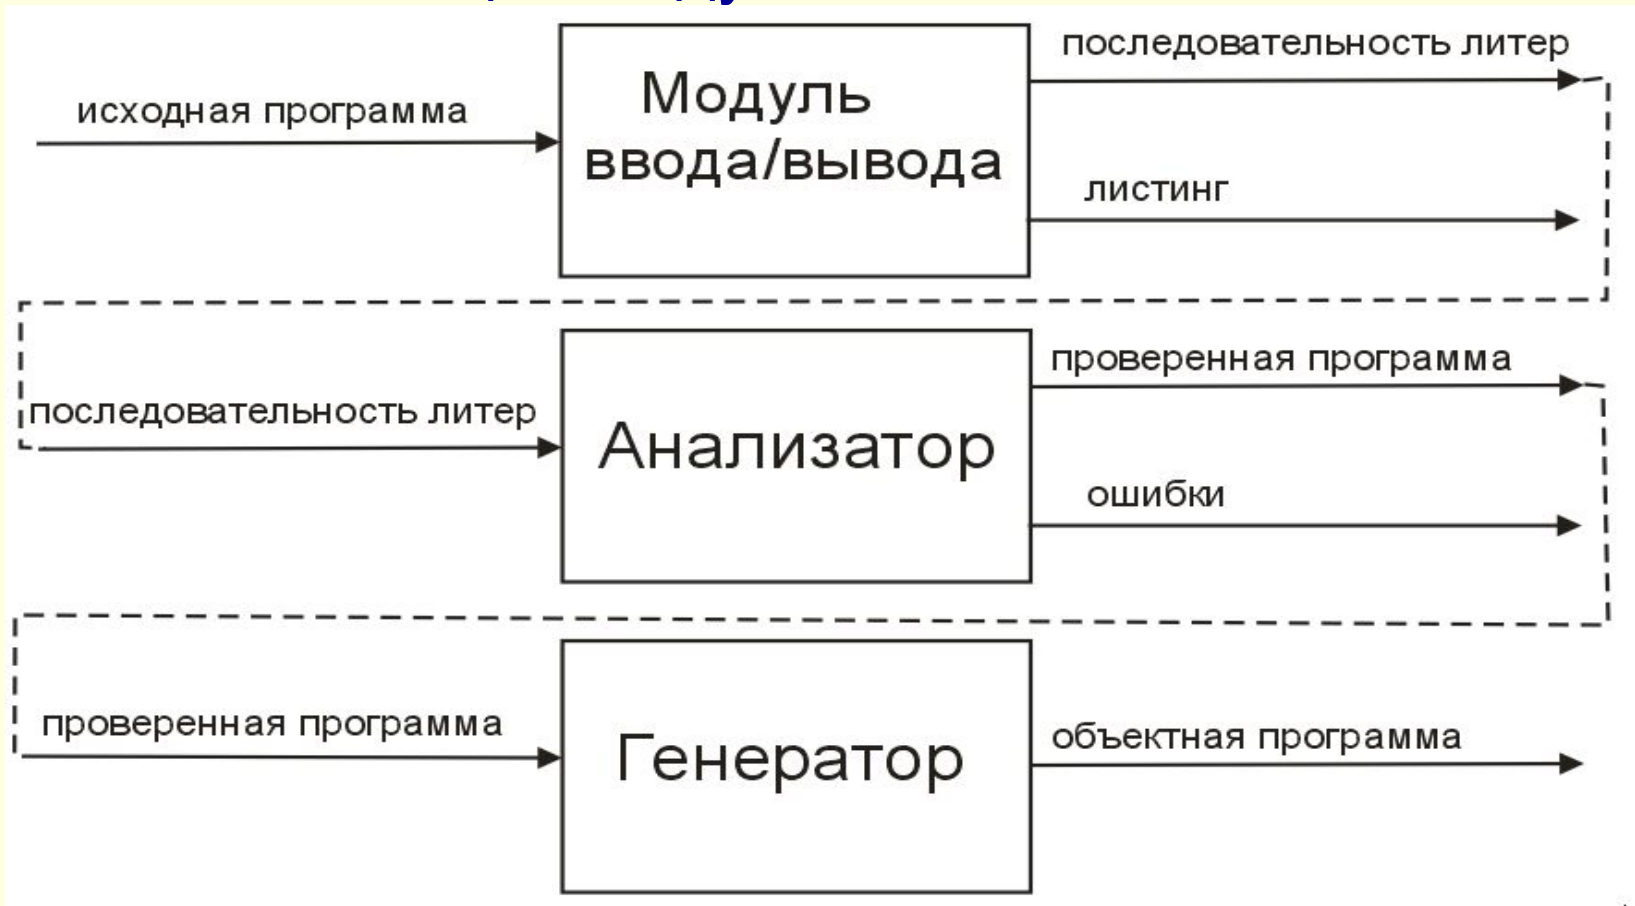 исходная программа
Модуль
ввода/вывода
последовательность литер
листинг
последовательность литер
Анализатор
проверенная программа
ошибки
проверенная программа
Генератор
объектная программа